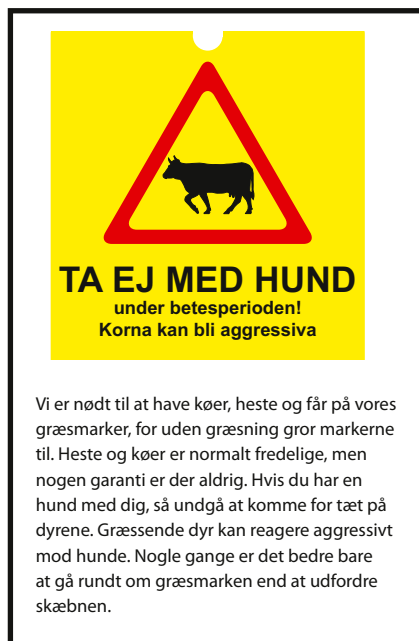 TA EJ MED HUND
under betesperioden!
Korna kan bli aggressiva
Vi er nødt til at have køer, heste og får på vores
græsmarker, for uden græsning gror markerne
til. Heste og køer er normalt fredelige, men
nogen garanti er der aldrig. Hvis du har en
hund med dig, så undgå at komme for tæt på
dyrene. Græssende dyr kan reagere aggressivt
mod hunde. Nogle gange er det bedre bare
at gå rundt om græsmarken end at udfordre
skæbnen.